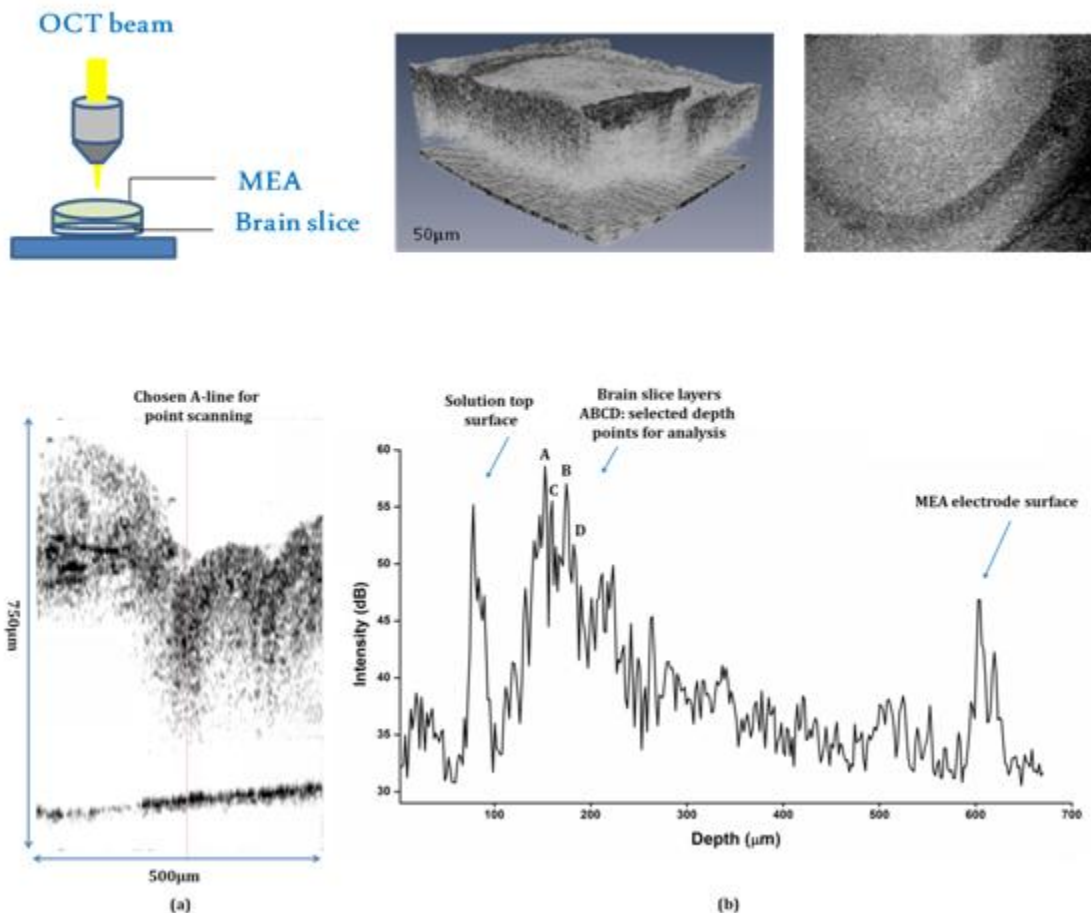 OCT beam
MEA
Brain slice
50µm
Chosen A-line for
point scanning
750µm
500µm
(a)
Solution top
surface
Brain slice layers
ABCD: selected depth
points for analysis
MEA electrode surface
A
B
C
D
60
55
50
45
40
35
30
Intensity (dB)
100
200
300
400
500
600
700
Depth (µm)
(b)